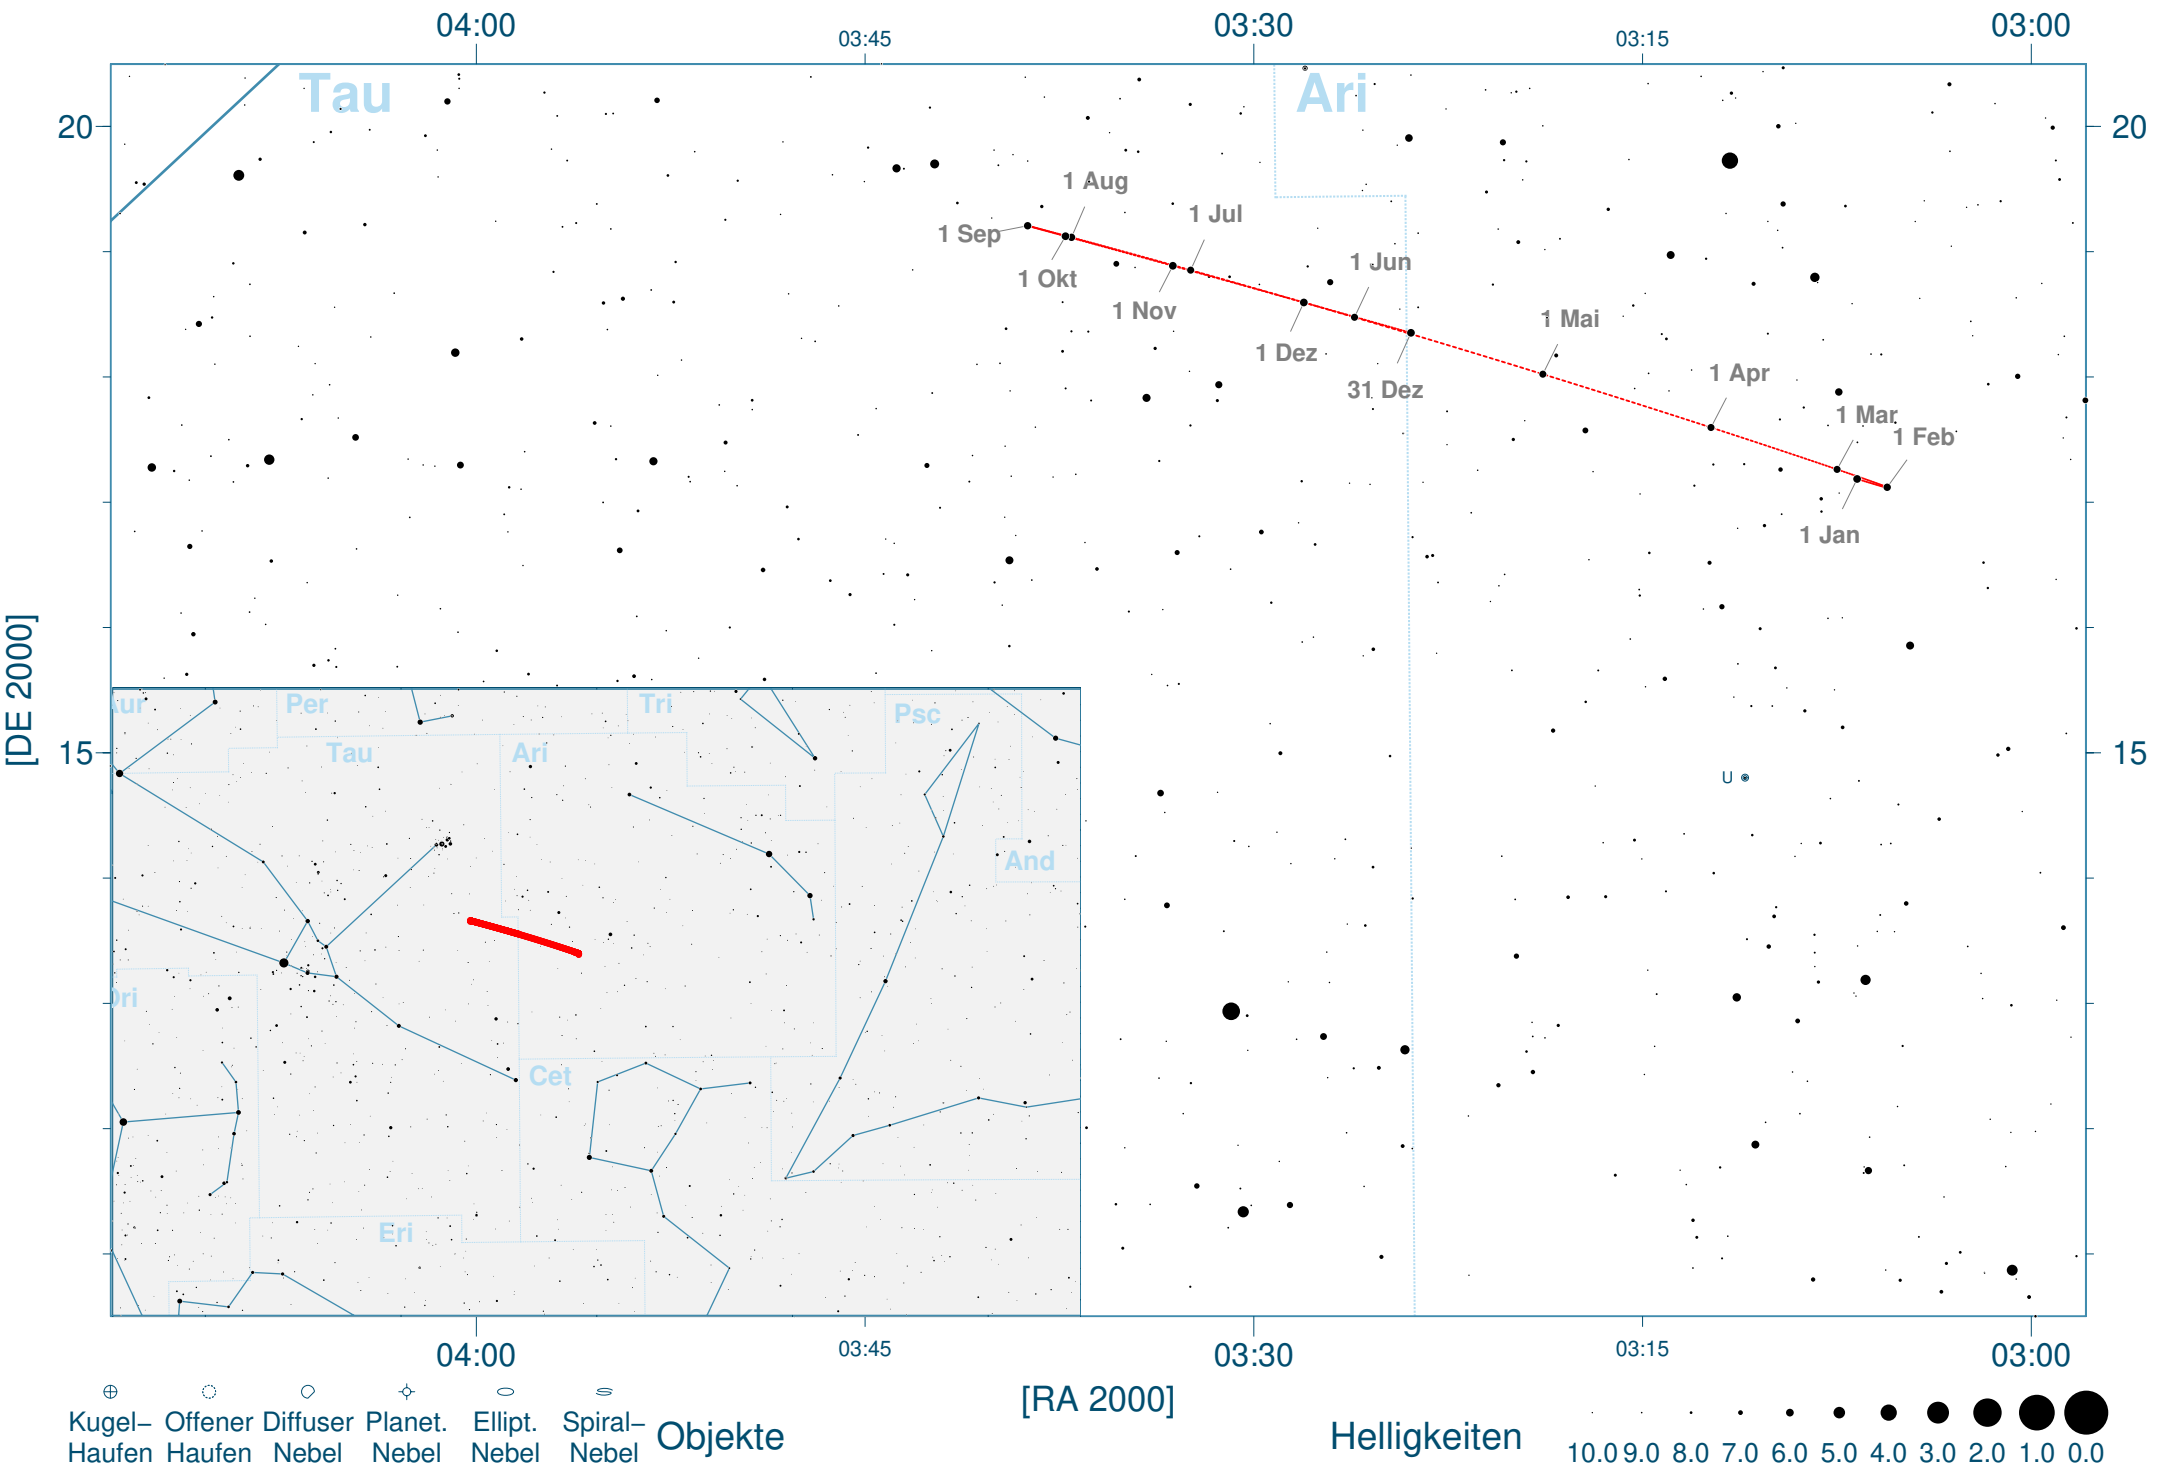 04:00
03:45
03:30
03:15
03:00
Tau
Ari
20
20
1 Aug
1 Jul
1 Sep
1 Okt
1 Jun
1 Nov
1 Mai
1 Dez
1 Apr
31 Dez
1 Mar
1 Feb
1 Jan
[DE 2000]
15
15
U
Per
Tri
Psc
Tau
Ari
And
Cet
Eri
04:00
03:45
03:30
03:15
03:00
[RA 2000]
Kugel–
Haufen
Offener
Haufen
Diffuser
Nebel
Planet.
Nebel
Ellipt.
Nebel
Spiral–
Nebel
Objekte
Helligkeiten
10.0 9.0 8.0 7.0 6.0 5.0 4.0 3.0 2.0 1.0 0.0